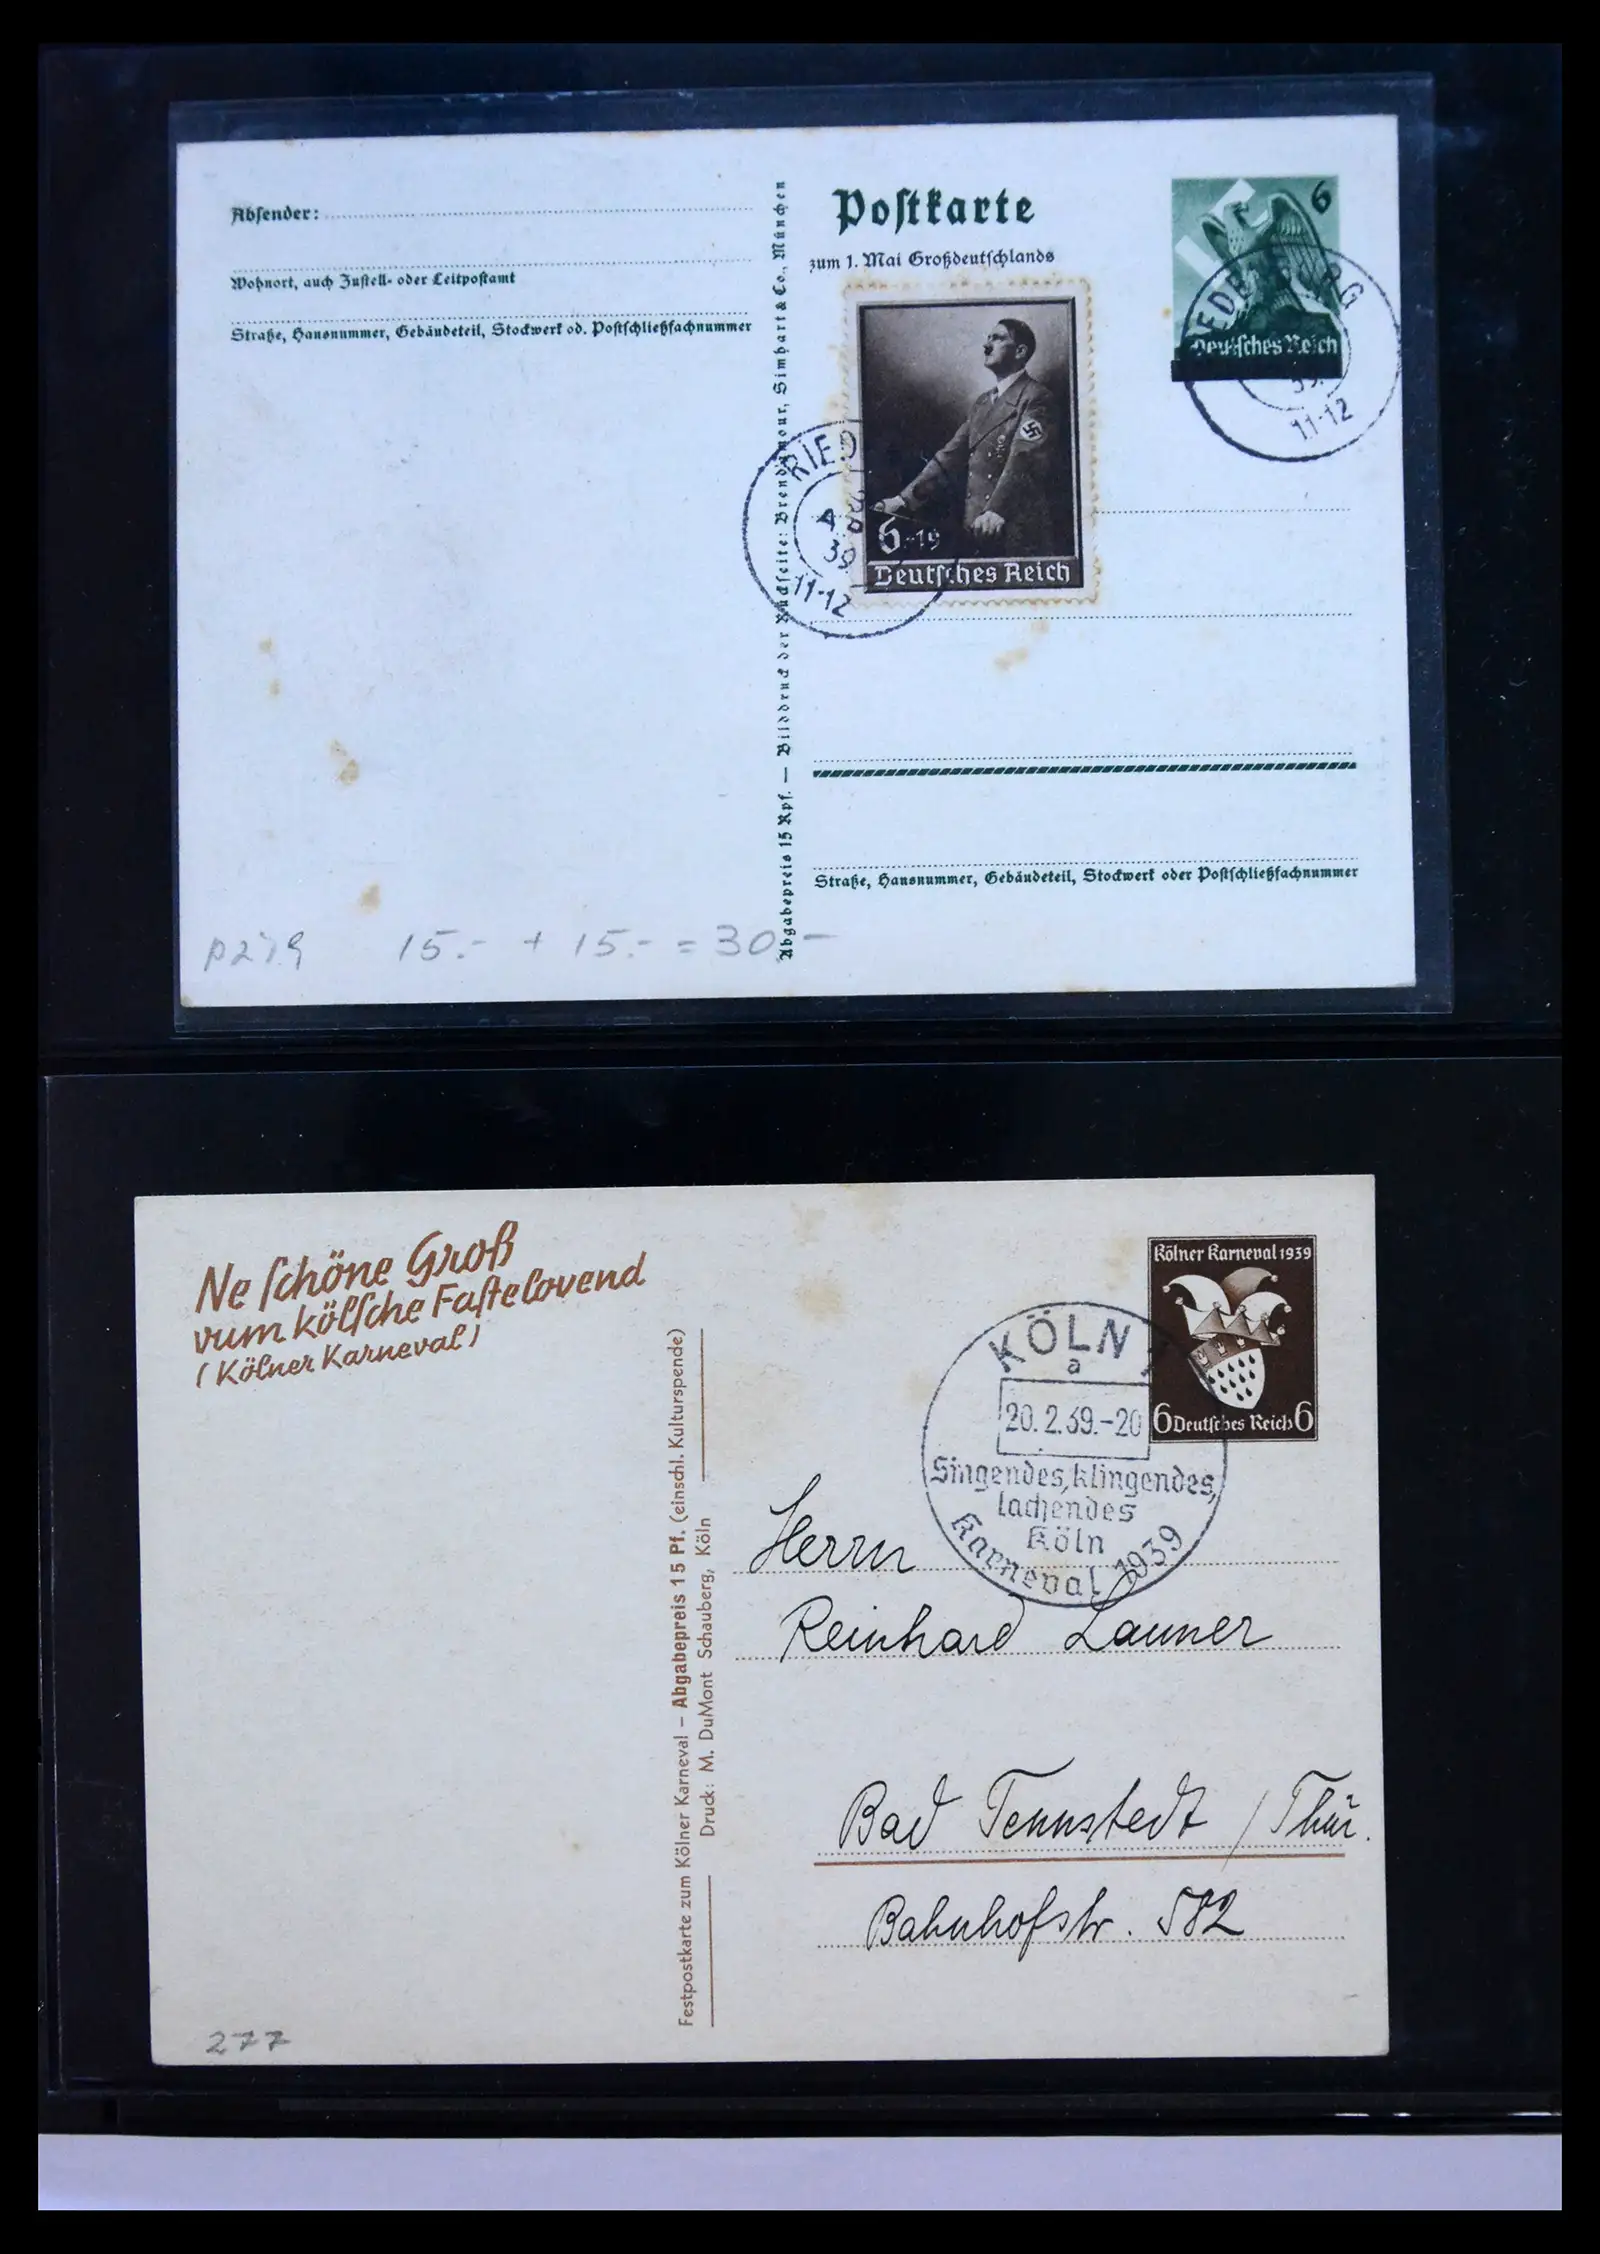 Absender:
Wohnort, auch Zustell- oder Leitpostamt
Straße, Hausnummer, Gebäudeteil, Stockwerk od. Postschließfachnummer
Abgabepreis 15 Rpf. — Bilddruck der Rückseite: Brend'amour, Simhart & Co., München
Postkarte
zum 1. Mai Großdeutschlands
6
Deutsches Reich
11-12
6+19
Deutsches Reich
RIED
39
11-12
Straße, Hausnummer, Gebäudeteil, Stockwerk oder Postschließfachnummer
P 279 15.- + 15.- = 30.-
Ne schöne Groß
vum kölsche Fastelovend
(Kölner Karneval)
Festpostkarte zum Kölner Karneval – Abgabepreis 15 Pf. (einschl. Kulturspende)
Druck: M. DuMont Schauberg, Köln
Kölner Karneval 1939
6 Deutsches Reich 6
KÖLN
a
20.2.39.-20
Singendes, klingendes,
lachendes
Köln
Karneval 1939
Herrn
Reinhard Launer
Bad Tennstedt / Thür.
Bahnhofstr. 582
277